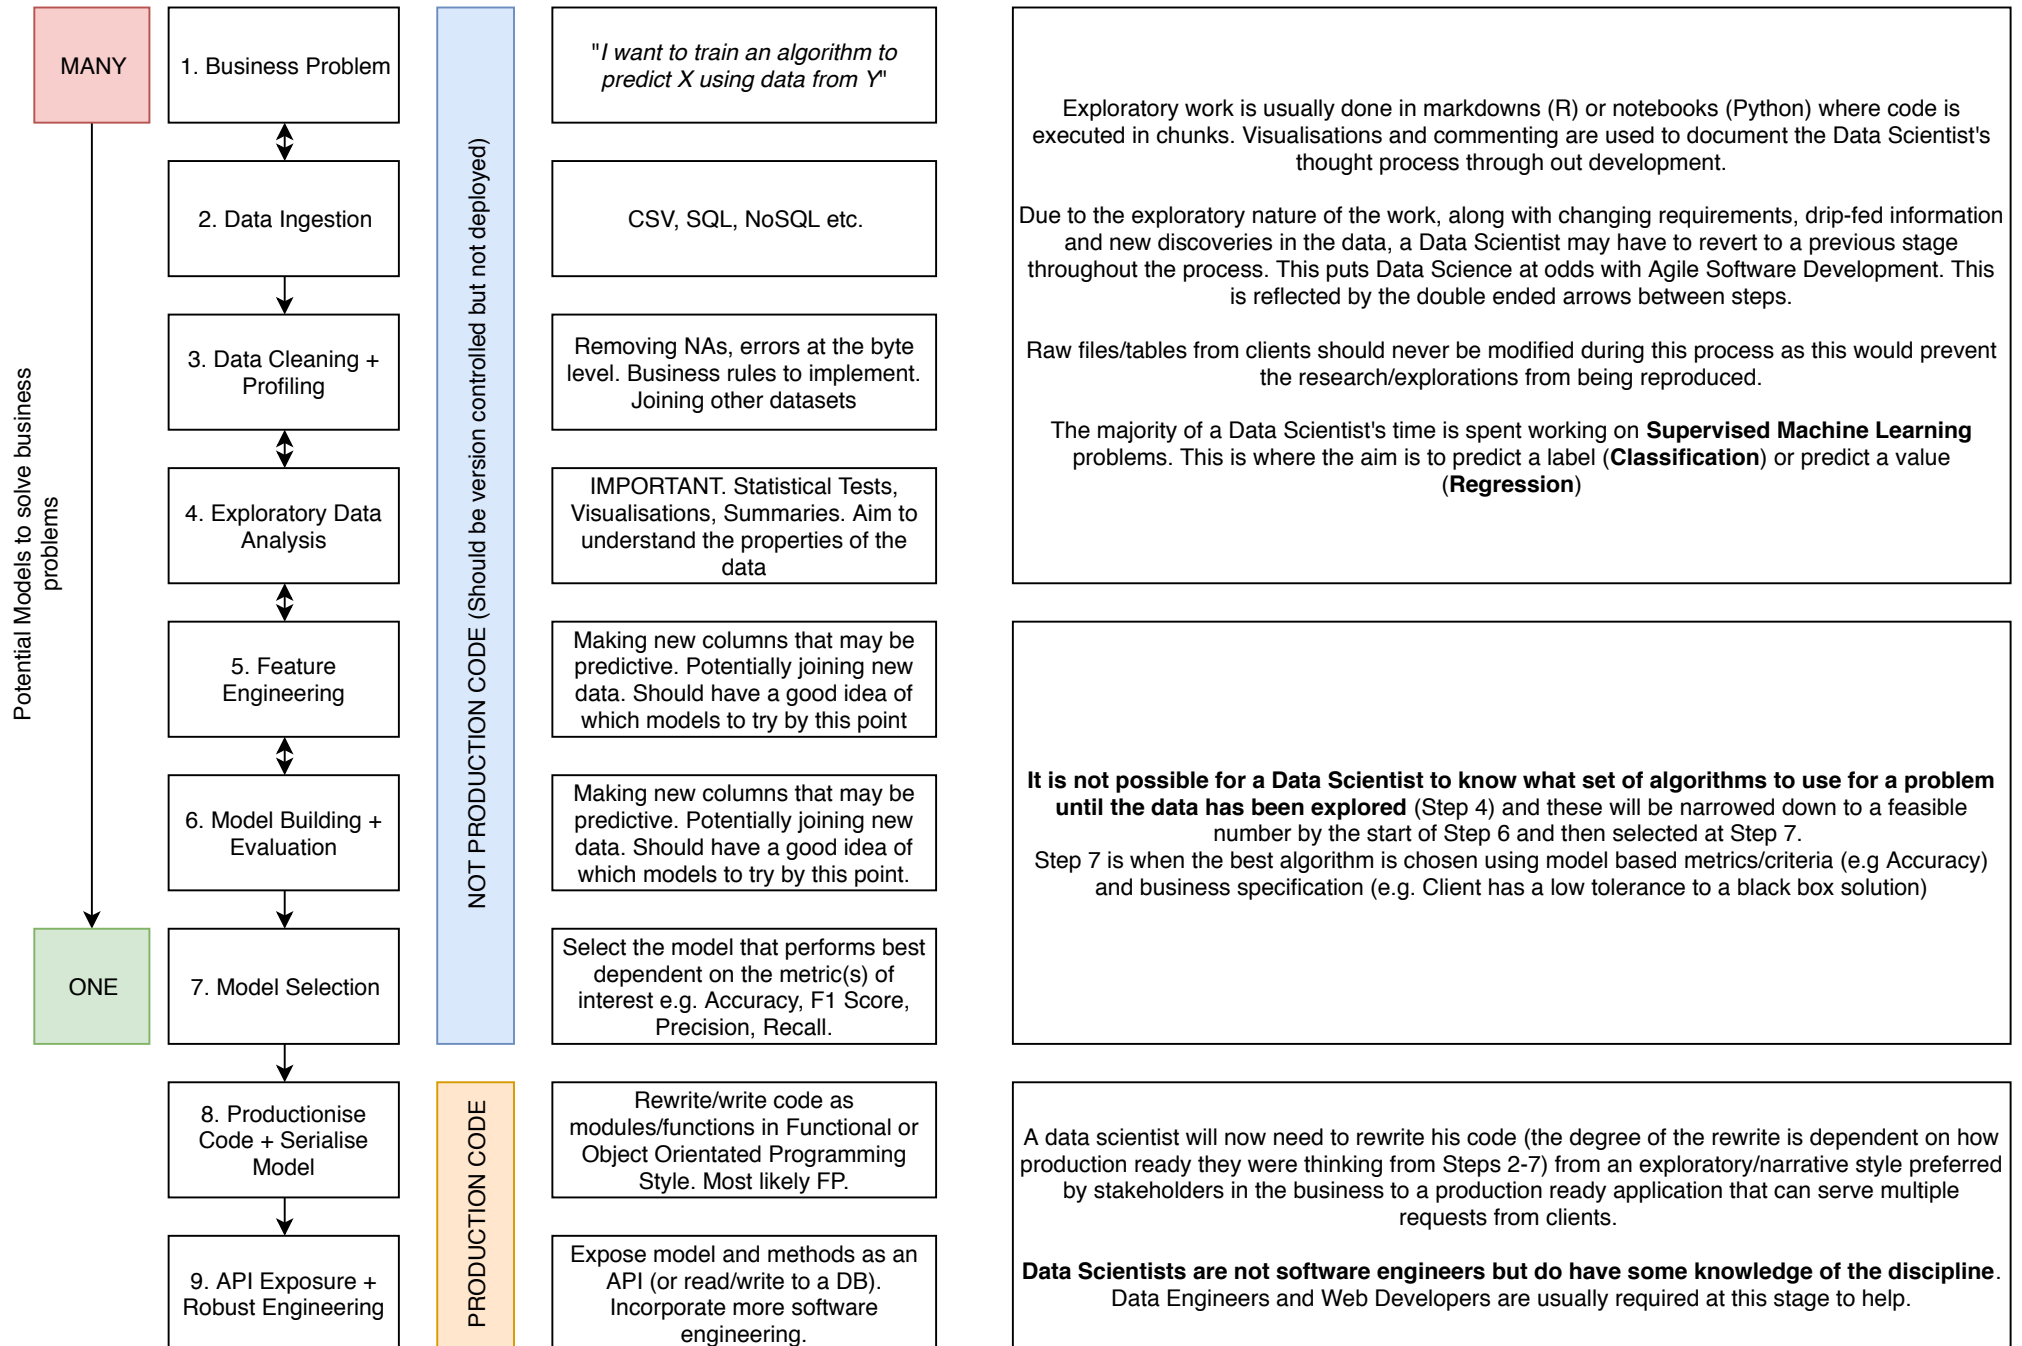 MANY
1. Business Problem
"I want to train an algorithm to
predict X using data from Y"
2. Data Ingestion
CSV, SQL, NoSQL etc.
3. Data Cleaning +
Profiling
Removing NAs, errors at the byte
level. Business rules to implement.
Joining other datasets
4. Exploratory Data
Analysis
IMPORTANT. Statistical Tests,
Visualisations, Summaries. Aim to
understand the properties of the
data
5. Feature
Engineering
Making new columns that may be
predictive. Potentially joining new
data. Should have a good idea of
which models to try by this point
6. Model Building +
Evaluation
Making new columns that may be
predictive. Potentially joining new
data. Should have a good idea of
which models to try by this point.
ONE
7. Model Selection
Select the model that performs best
dependent on the metric(s) of
interest e.g. Accuracy, F1 Score,
Precision, Recall.
8. Productionise
Code + Serialise
Model
Rewrite/write code as
modules/functions in Functional or
Object Orientated Programming
Style. Most likely FP.
9. API Exposure +
Robust Engineering
Expose model and methods as an
API (or read/write to a DB).
Incorporate more software
engineering.
Potential Models to solve business
problems
NOT PRODUCTION CODE (Should be version controlled but not deployed)
PRODUCTION CODE
Exploratory work is usually done in markdowns (R) or notebooks (Python) where code is
executed in chunks. Visualisations and commenting are used to document the Data Scientist's
thought process through out development.
Due to the exploratory nature of the work, along with changing requirements, drip-fed information
and new discoveries in the data, a Data Scientist may have to revert to a previous stage
throughout the process. This puts Data Science at odds with Agile Software Development. This
is reflected by the double ended arrows between steps.
Raw files/tables from clients should never be modified during this process as this would prevent
the research/explorations from being reproduced.
The majority of a Data Scientist's time is spent working on Supervised Machine Learning
problems. This is where the aim is to predict a label (Classification) or predict a value
(Regression)
It is not possible for a Data Scientist to know what set of algorithms to use for a problem
until the data has been explored (Step 4) and these will be narrowed down to a feasible
number by the start of Step 6 and then selected at Step 7.
Step 7 is when the best algorithm is chosen using model based metrics/criteria (e.g Accuracy)
and business specification (e.g. Client has a low tolerance to a black box solution)
A data scientist will now need to rewrite his code (the degree of the rewrite is dependent on how
production ready they were thinking from Steps 2-7) from an exploratory/narrative style preferred
by stakeholders in the business to a production ready application that can serve multiple
requests from clients.
Data Scientists are not software engineers but do have some knowledge of the discipline.
Data Engineers and Web Developers are usually required at this stage to help.